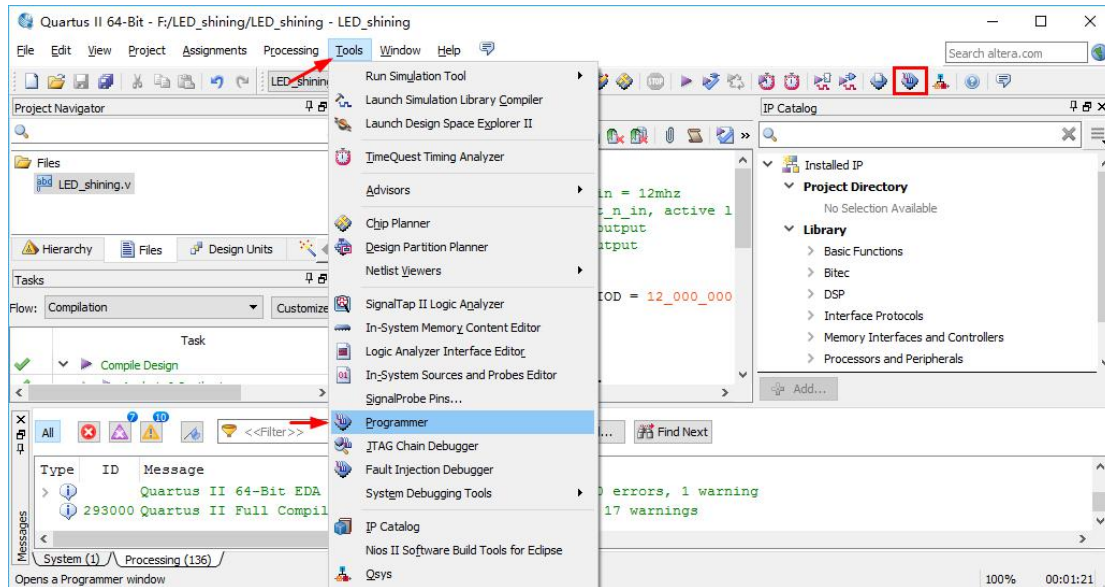 Quartus II 64-Bit - F:/LED_shining/LED_shining - LED_shining
File Edit View Project Assignments Processing Tools Window Help
Search altera.com
LED_shining
Project Navigator
Files
LED_shining.v
Hierarchy Files Design Units
Tasks
Flow: Compilation Customize
Task
Compile Design
Run Simulation Tool
Launch Simulation Library Compiler
Launch Design Space Explorer II
TimeQuest Timing Analyzer
Advisors
Chip Planner
Design Partition Planner
Netlist Viewers
SignalTap II Logic Analyzer
In-System Memory Content Editor
Logic Analyzer Interface Editor
In-System Sources and Probes Editor
SignalProbe Pins...
Programmer
JTAG Chain Debugger
Fault Injection Debugger
System Debugging Tools
IP Catalog
Nios II Software Build Tools for Eclipse
Qsys
in = 12mhz
t_n_in, active l
output
utput
IOD = 12_000_000
IP Catalog
Installed IP
Project Directory
No Selection Available
Library
Basic Functions
Bitec
DSP
Interface Protocols
Memory Interfaces and Controllers
Processors and Peripherals
Add...
All 7 10 <<Filter>> Find Next
Type ID Message
Quartus II 64-Bit EDA 0 errors, 1 warning
293000 Quartus II Full Compil 17 warnings
Messages
System (1) Processing (136)
Opens a Programmer window 100% 00:01:21